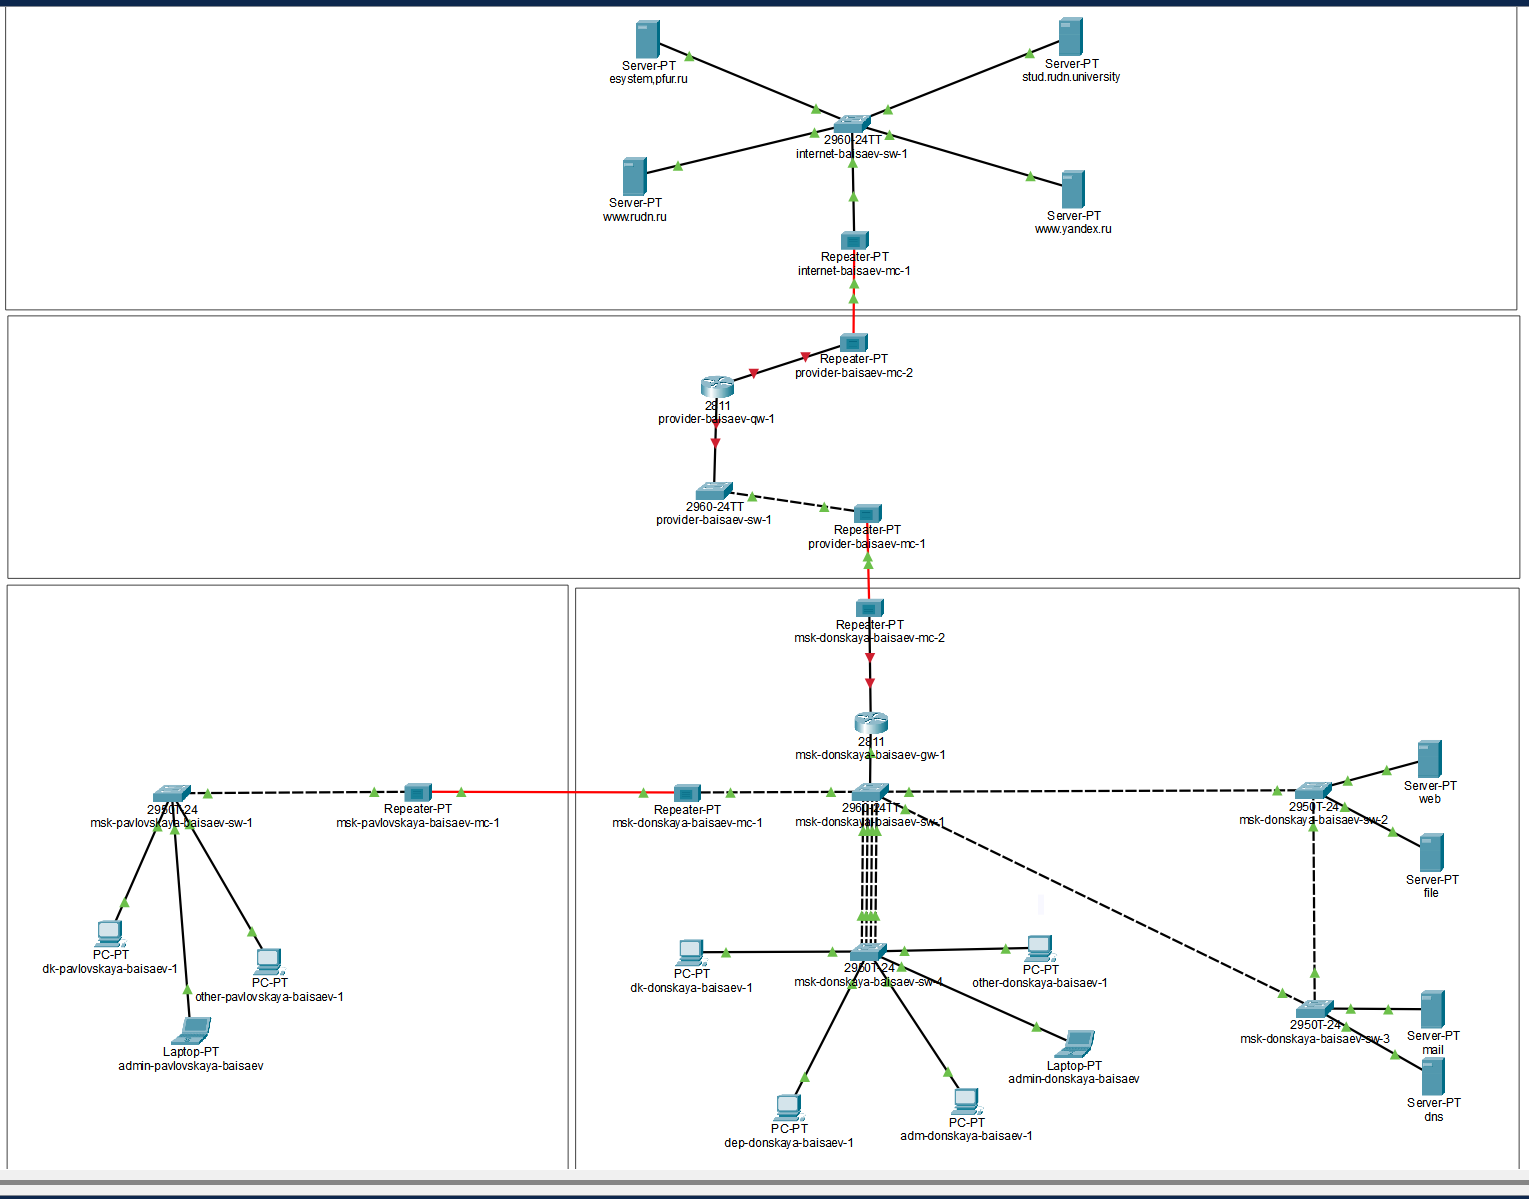 Server-PT
esystem,pfur.ru
Server-PT
stud.rudn.university
2960-24TT
internet-baisaev-sw-1
Server-PT
www.rudn.ru
Server-PT
www.yandex.ru
Repeater-PT
internet-baisaev-mc-1
Repeater-PT
provider-baisaev-mc-2
2811
provider-baisaev-qw-1
2960-24TT
provider-baisaev-sw-1
Repeater-PT
provider-baisaev-mc-1
Repeater-PT
msk-donskaya-baisaev-mc-2
2811
msk-donskaya-baisaev-gw-1
2950T-24
msk-pavlovskaya-baisaev-sw-1
Repeater-PT
msk-pavlovskaya-baisaev-mc-1
Repeater-PT
msk-donskaya-baisaev-mc-1
2960-24TT
msk-donskaya-baisaev-sw-1
2950T-24
msk-donskaya-baisaev-sw-2
Server-PT
web
Server-PT
file
PC-PT
dk-pavlovskaya-baisaev-1
PC-PT
other-pavlovskaya-baisaev-1
Laptop-PT
admin-pavlovskaya-baisaev
PC-PT
dk-donskaya-baisaev-1
2950T-24
msk-donskaya-baisaev-sw-4
PC-PT
other-donskaya-baisaev-1
Laptop-PT
admin-donskaya-baisaev
PC-PT
dep-donskaya-baisaev-1
PC-PT
adm-donskaya-baisaev-1
2950T-24
msk-donskaya-baisaev-sw-3
Server-PT
mail
Server-PT
dns